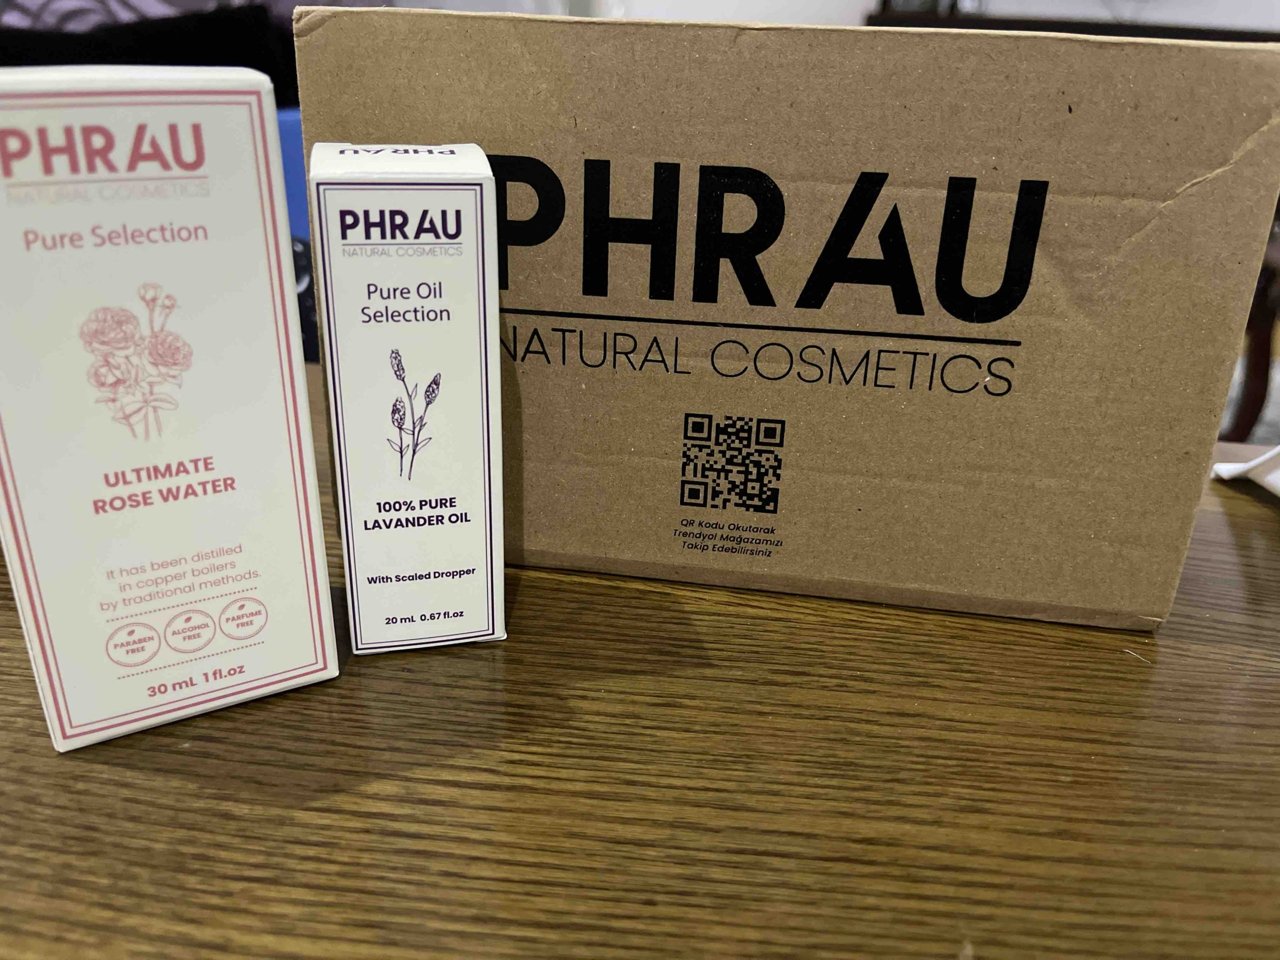 PHRAU
NATURAL COSMETICS
Pure Selection
ULTIMATE
ROSE WATER
it has been distilled
in copper boilers
by traditional methods.
PARABEN
FREE
ALCOHOL
FREE
PARFUME
FREE
30 mL 1 fl.oz
PHRAU
PHRAU
NATURAL COSMETICS
Pure Oil
Selection
100% PURE
LAVANDER OIL
With Scaled Dropper
20 mL 0.67 fl.oz
PHRAU
NATURAL COSMETICS
QR Kodu Okutarak
Trendyol Mağazamızı
Takip Edebilirsiniz